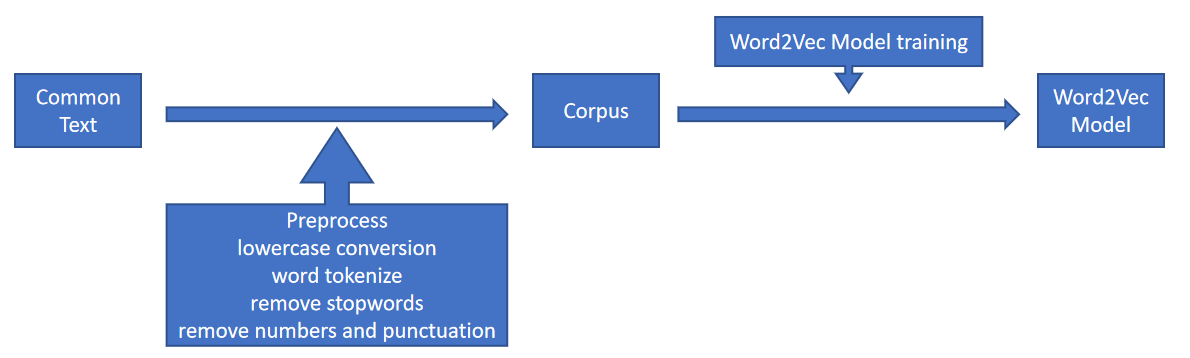 Common
Text
Preprocess
lowercase conversion
word tokenize
remove stopwords
remove numbers and punctuation
Corpus
Word2Vec Model training
Word2Vec
Model